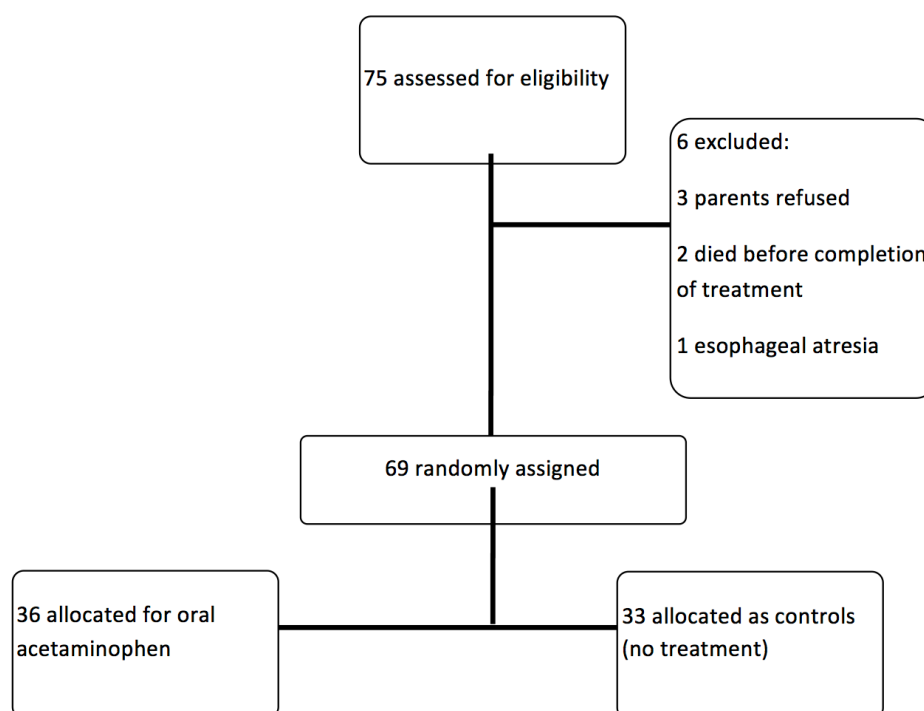 75 assessed for eligibility
6 excluded:
3 parents refused
2 died before completion
of treatment
1 esophageal atresia
69 randomly assigned
36 allocated for oral
acetaminophen
33 allocated as controls
(no treatment)